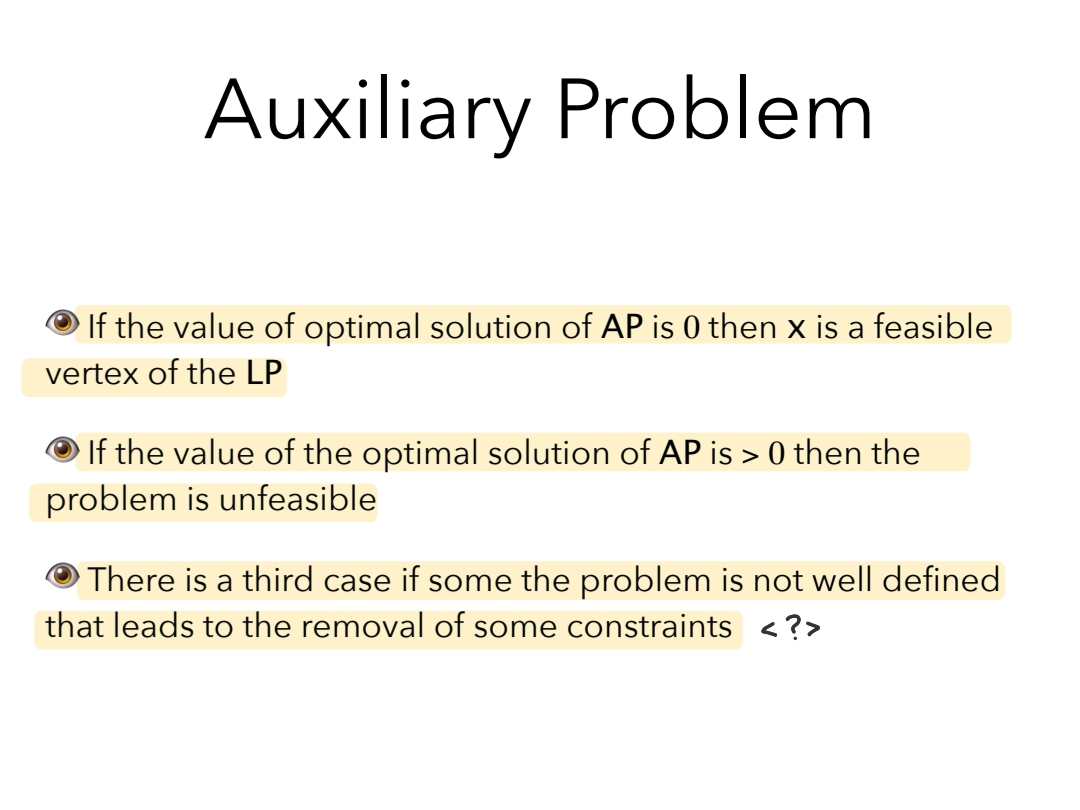 Auxiliary Problem
👁 If the value of optimal solution of AP is 0 then x is a feasible
vertex of the LP
👁 If the value of the optimal solution of AP is > 0 then the
problem is unfeasible
👁 There is a third case if some the problem is not well defined
that leads to the removal of some constraints <?>